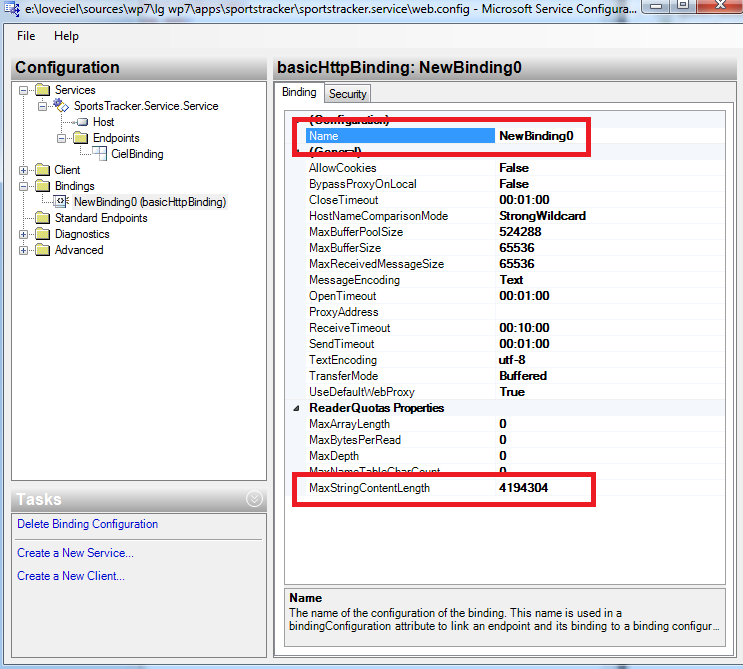 e:\loveciel\sources\wp7\lg wp7\apps\sportstracker\sportstracker.service\web.config - Microsoft Service Configura...
File Help
Configuration
Services
SportsTracker.Service.Service
Host
Endpoints
CielBinding
Client
Bindings
NewBinding0 (basicHttpBinding)
Standard Endpoints
Diagnostics
Advanced
Tasks
Delete Binding Configuration
Create a New Service...
Create a New Client...
basicHttpBinding: NewBinding0
Binding Security
(Configuration)
Name NewBinding0
(General)
AllowCookies False
BypassProxyOnLocal False
CloseTimeout 00:01:00
HostNameComparisonMode StrongWildcard
MaxBufferPoolSize 524288
MaxBufferSize 65536
MaxReceivedMessageSize 65536
MessageEncoding Text
OpenTimeout 00:01:00
ProxyAddress
ReceiveTimeout 00:10:00
SendTimeout 00:01:00
TextEncoding utf-8
TransferMode Buffered
UseDefaultWebProxy True
ReaderQuotas Properties
MaxArrayLength 0
MaxBytesPerRead 0
MaxDepth 0
MaxNameTableCharCount 0
MaxStringContentLength 4194304
Name
The name of the configuration of the binding. This name is used in a
bindingConfiguration attribute to link an endpoint and its binding to a binding configur...